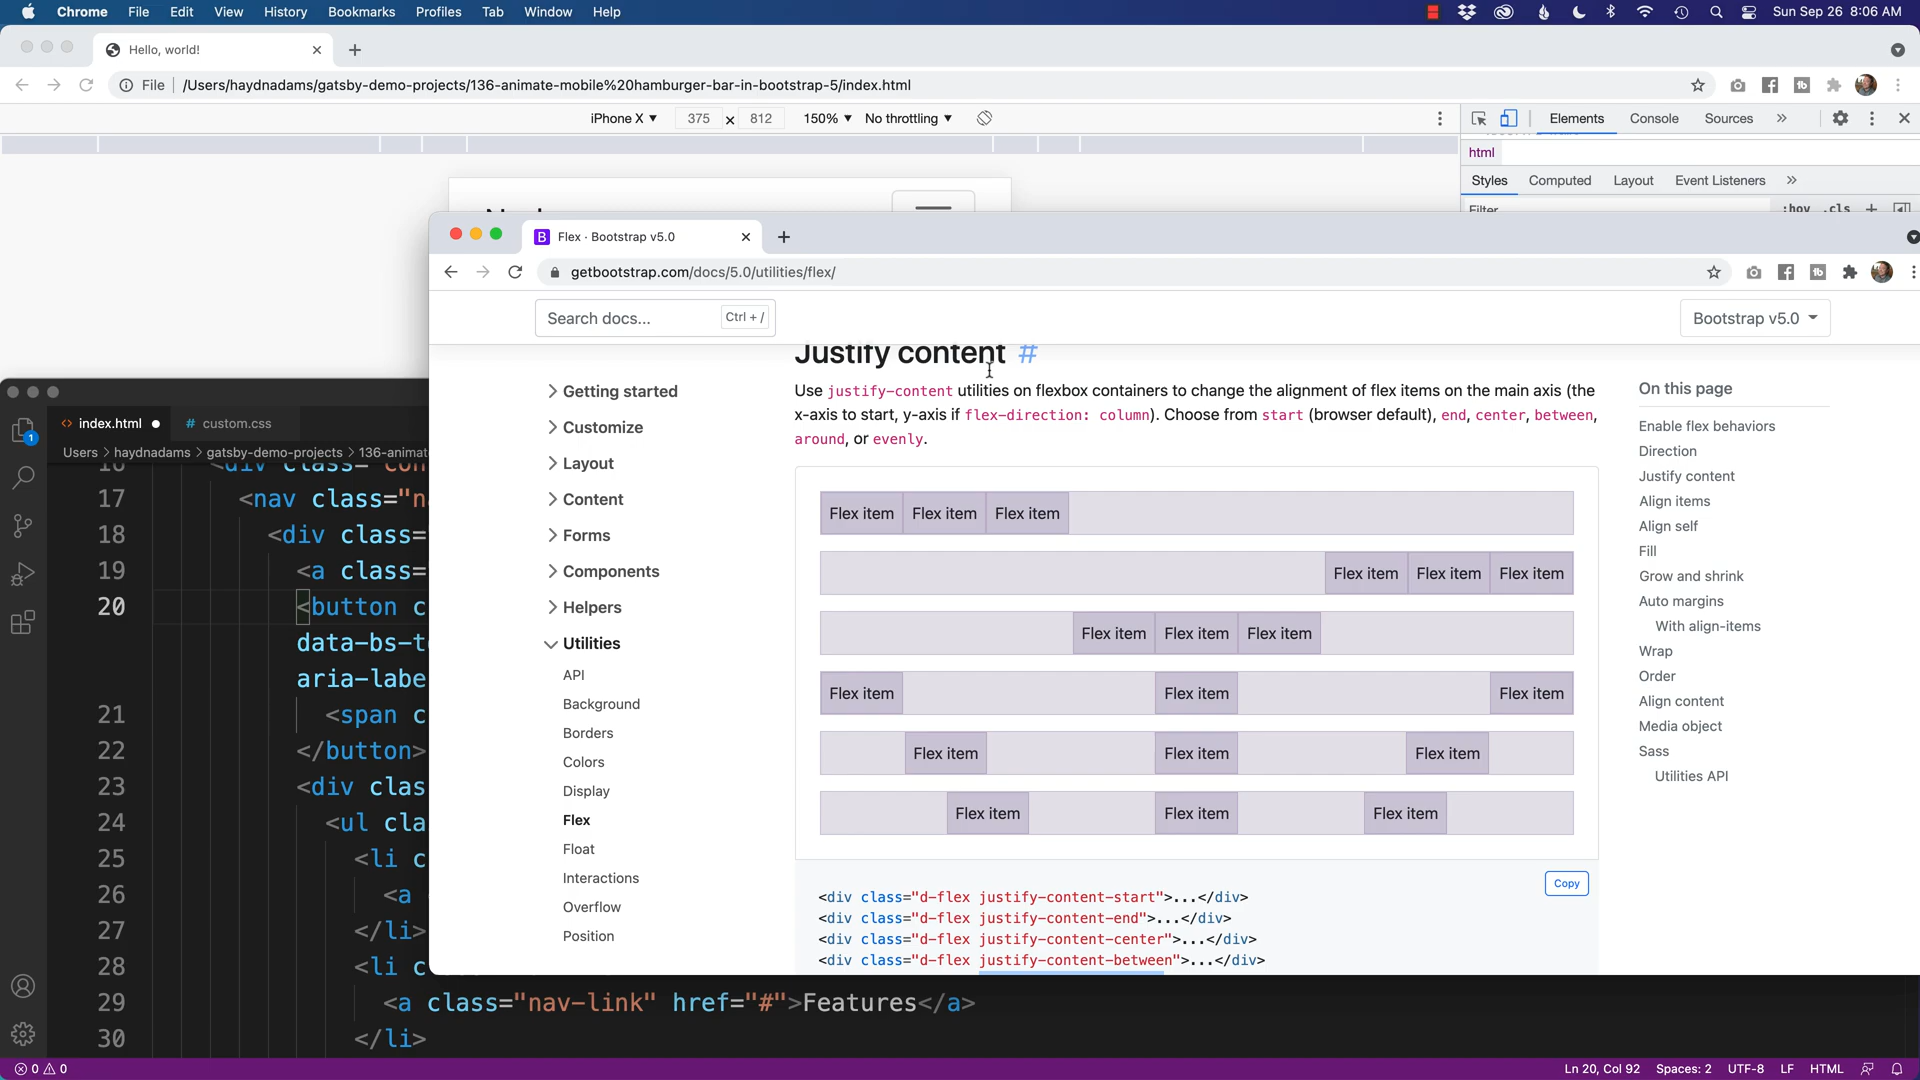 Chrome File Edit View History Bookmarks Profiles Tab Window Help
Sun Sep 26 8:06 AM
Hello, world!
File /Users/haydnadams/gatsby-demo-projects/136-animate-mobile%20hamburger-bar-in-bootstrap-5/index.html
iPhone X 375 × 812 150% No throttling
Elements Console Sources
html
Styles Computed Layout Event Listeners
Filter :hov .cls
Flex · Bootstrap v5.0
getbootstrap.com/docs/5.0/utilities/flex/
Search docs... Ctrl + /
Bootstrap v5.0
Justify content #
Use justify-content utilities on flexbox containers to change the alignment of flex items on the main axis (the
x-axis to start, y-axis if flex-direction: column). Choose from start (browser default), end, center, between,
around, or evenly.
Flex item Flex item Flex item
Flex item Flex item Flex item
Flex item Flex item Flex item
Flex item Flex item Flex item
Flex item Flex item Flex item
Flex item Flex item Flex item
Copy
<div class="d-flex justify-content-start">...</div>
<div class="d-flex justify-content-end">...</div>
<div class="d-flex justify-content-center">...</div>
<div class="d-flex justify-content-between">...</div>
Getting started
Customize
Layout
Content
Forms
Components
Helpers
Utilities
API
Background
Borders
Colors
Display
Flex
Float
Interactions
Overflow
Position
On this page
Enable flex behaviors
Direction
Justify content
Align items
Align self
Fill
Grow and shrink
Auto margins
With align-items
Wrap
Order
Align content
Media object
Sass
Utilities API
index.html # custom.css
Users > haydnadams > gatsby-demo-projects > 136-animat
17 <nav class="n
18 <div class=
19 <a class=
20 <button c
data-bs-t
aria-labe
21 <span c
22 </button>
23 <div clas
24 <ul cla
25 <li c
26 <a
27 </li>
28 <li c
29 <a class="nav-link" href="#">Features</a>
30 </li>
1
0 0
Ln 20, Col 92 Spaces: 2 UTF-8 LF HTML